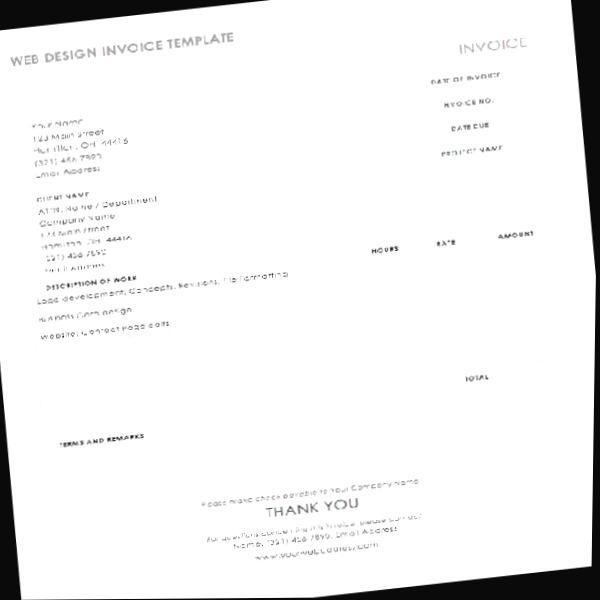 WEB DESIGN INVOICE TEMPLATE
INVOICE
DATE OF INVOICE
INVOICE NO.
DATE DUE
PROJECT NAME
Your Name
123 Main Street
Hamilton, OH 44416
(321) 456 7890
Email Address
CLIENT NAME
ATTN: Name / Department
Company Name
123 Main Street
Hamilton, OH 44416
(321) 456 7890
Email Address
HOURS
RATE
AMOUNT
DESCRIPTION OF WORK
Logo development; Concepts, Revisions, File Formatting
Business Card design
Website: Contact Page edits
TOTAL
TERMS AND REMARKS
Please make check payable to Your Company Name
THANK YOU
For questions concerning this invoice, please contact
Name, (321) 456 7890, Email Address
www.yourwebaddress.com